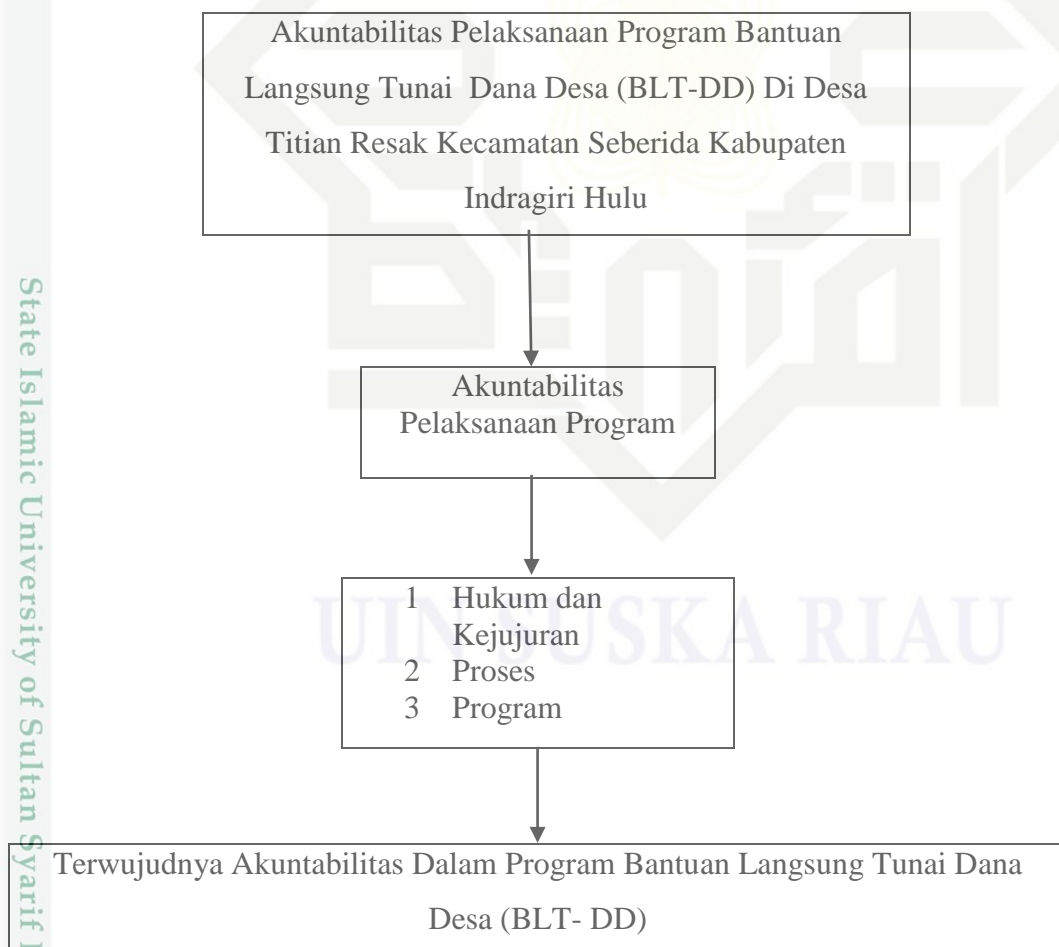 Akuntabilitas Pelaksanaan Program Bantuan
Langsung Tunai Dana Desa (BLT-DD) Di Desa
Titian Resak Kecamatan Seberida Kabupaten
Indragiri Hulu
Akuntabilitas
Pelaksanaan Program
1 Hukum dan
Kejujuran
2 Proses
3 Program
Terwujudnya Akuntabilitas Dalam Program Bantuan Langsung Tunai Dana
Desa (BLT- DD)
UIN SUSKA RIAU
State Islamic University of Sultan Syarif